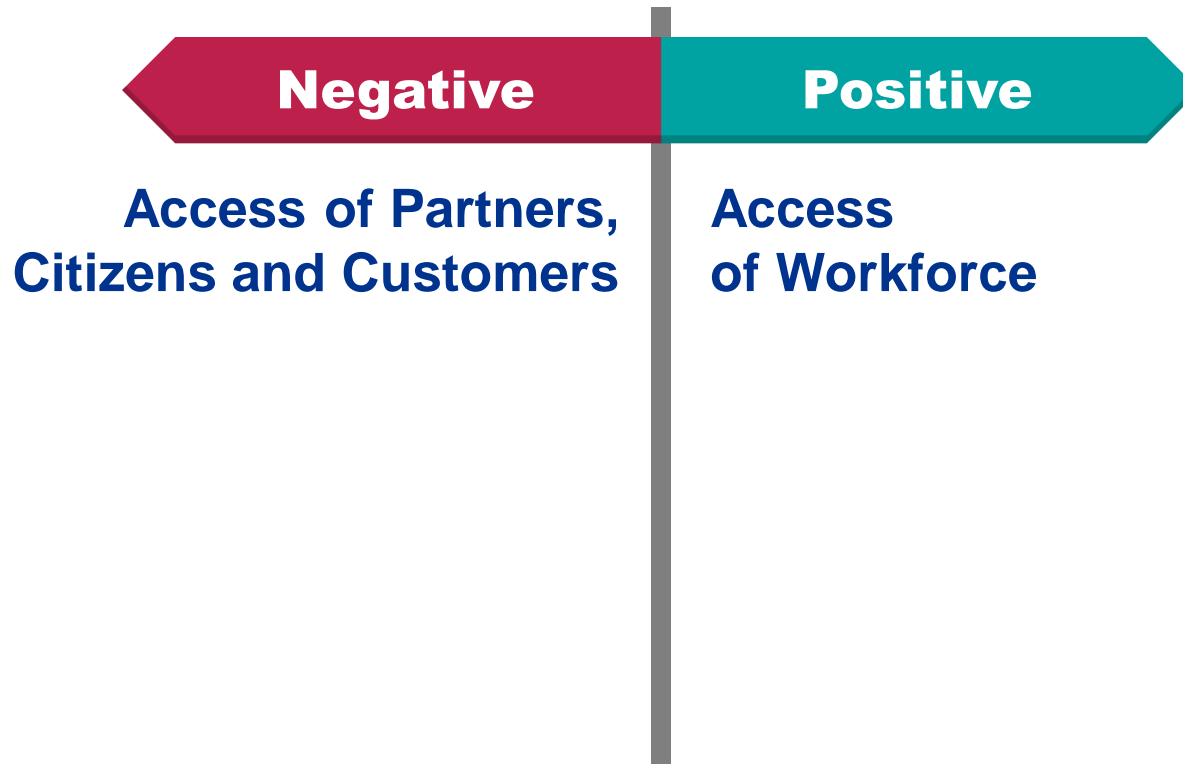 Negative
Positive
Access of Partners,
Citizens and Customers
Access
of Workforce